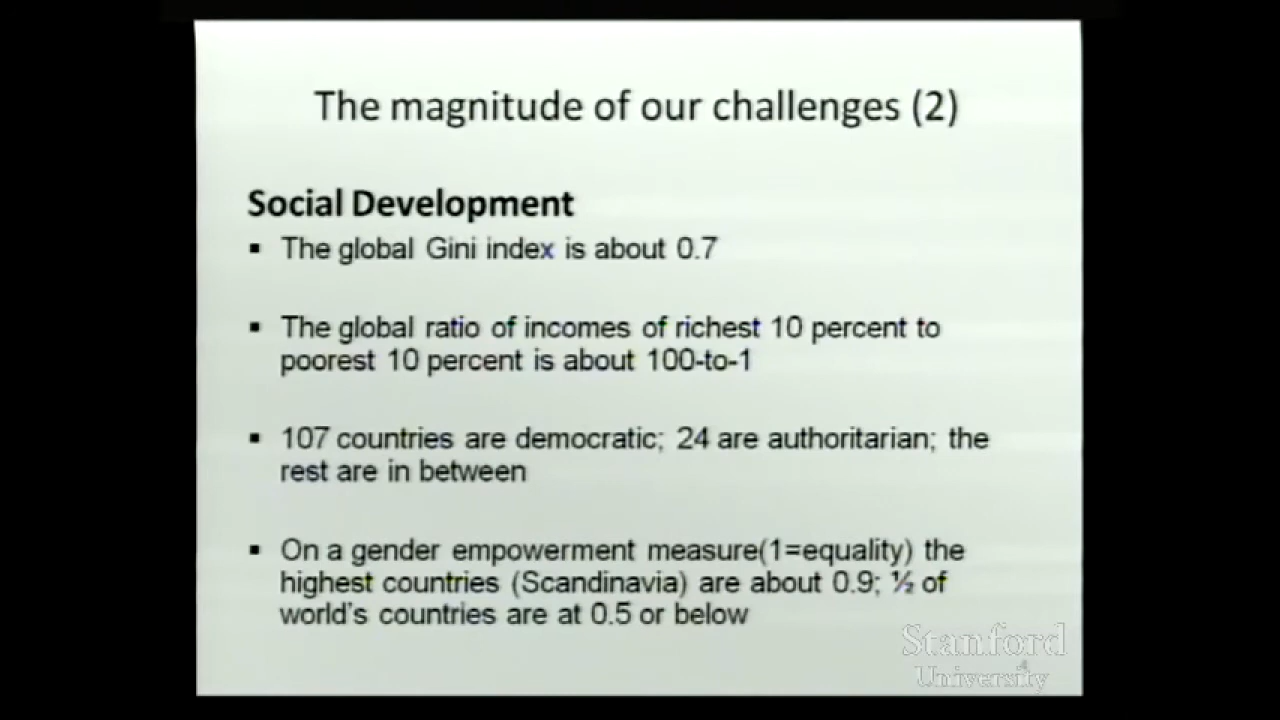 The magnitude of our challenges (2)
Social Development
▪ The global Gini index is about 0.7
▪ The global ratio of incomes of richest 10 percent to
poorest 10 percent is about 100-to-1
▪ 107 countries are democratic; 24 are authoritarian; the
rest are in between
▪ On a gender empowerment measure(1=equality) the
highest countries (Scandinavia) are about 0.9; ½ of
world's countries are at 0.5 or below
Stanford
University